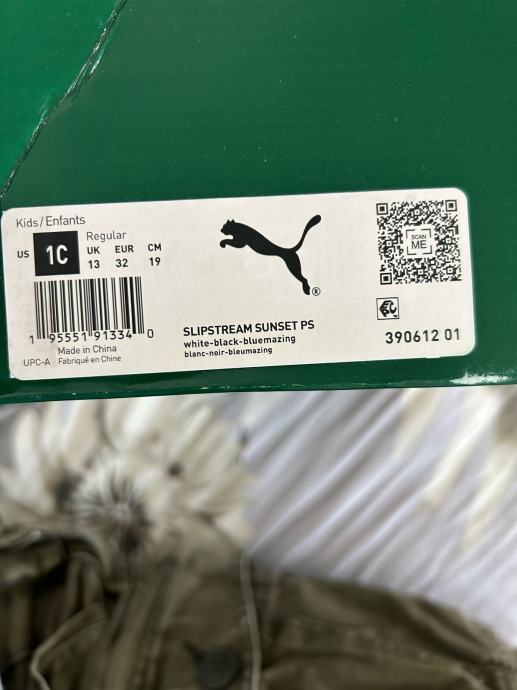 Kids/Enfants
US 1C
Regular
UK EUR CM
13 32 19
1 95551 91334 0
UPC-A
Made in China
Fabriqué en Chine
®
SLIPSTREAM SUNSET PS
white-black-bluemazing
blanc-noir-bleumazing
SCAN
ME
390612 01